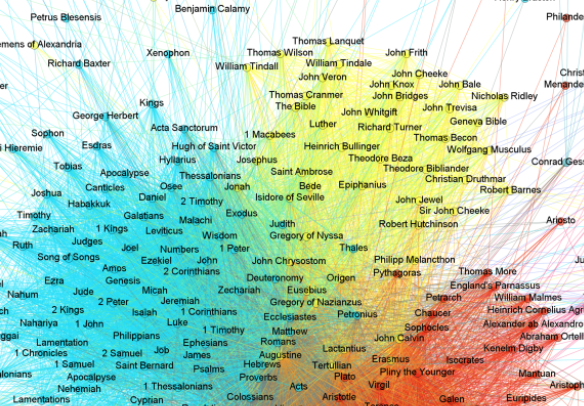 Benjamin Calamy
Petrus Blesensis
Philande
Thomas Lanquet
emens of Alexandria
Xenophon
Thomas Wilson
John Frith
Richard Baxter
William Tindall
William Tindale
Christ
John Veron
John Cheeke
Menande
John Knox
John Bale
Thomas Cranmer
John Bridges
Nicholas Ridley
Kings
The Bible
John Trevisa
George Herbert
John Whitgift
Geneva Bible
Luther
Acta Sanctorum
Richard Turner
Sophon
1 Macabees
Thomas Becon
Esdras
Hugh of Saint Victor
Heinrich Bullinger
i Hieremie
Wolfgang Musculus
Hyllarius
Josephus
Theodore Beza
Conrad Gess
Tobias
Apocalypse
Thessalonians
Saint Ambrose
Theodore Bibliander
Canticles
Osee
Jonah
Bede
Epiphanius
Christian Druthmar
Joshua
Daniel
Isidore of Seville
Robert Barnes
Habakkuk
2 Timothy
John Jewel
Timothy
Galatians
Exodus
Sir John Cheeke
Zachariah
1 Kings
Leviticus
Malachi
Judith
Robert Hutchinson
Ariosto
Ruth
Judges
Wisdom
Gregory of Nyssa
Joel
Numbers
1 Peter
Thales
Song of Songs
Ezekiel
John
John Chrysostom
Philipp Melancthon
Amos
2 Corinthians
Pythagoras
Thomas More
Ezra
Genesis
Deuteronomy
Origen
England's Parnassus
Nahum
Jude
Micah
Zechariah
Eusebius
Petrarch
William Malmes
2 Peter
Jeremiah
Gregory of Nazianzus
2 Kings
Isaiah
1 Corinthians
Petronius
Chaucer
Heinrich Cornelius Agri
Nahariya
1 John
Luke
Ecclesiastes
Sophocles
Alexander ab Alexandro
ggai
Philippians
1 Timothy
Matthew
John Calvin
Abraham Ortell
Lamentation
Ephesians
Romans
Lactantius
Kenelm Digby
1 Chronicles
2 Samuel
Job
James
Augustine
Erasmus
Isocrates
1 Samuel
Saint Bernard
Psalms
Hebrews
Tertullian
Pliny the Younger
Mantuan
lonians
Apocalpyse
Proverbs
Plato
Virgil
Nehemiah
1 Thessalonians
Acts
Aristoph
Lamentations
Cyprian
Colossians
Aristotle
Galen
Euripides